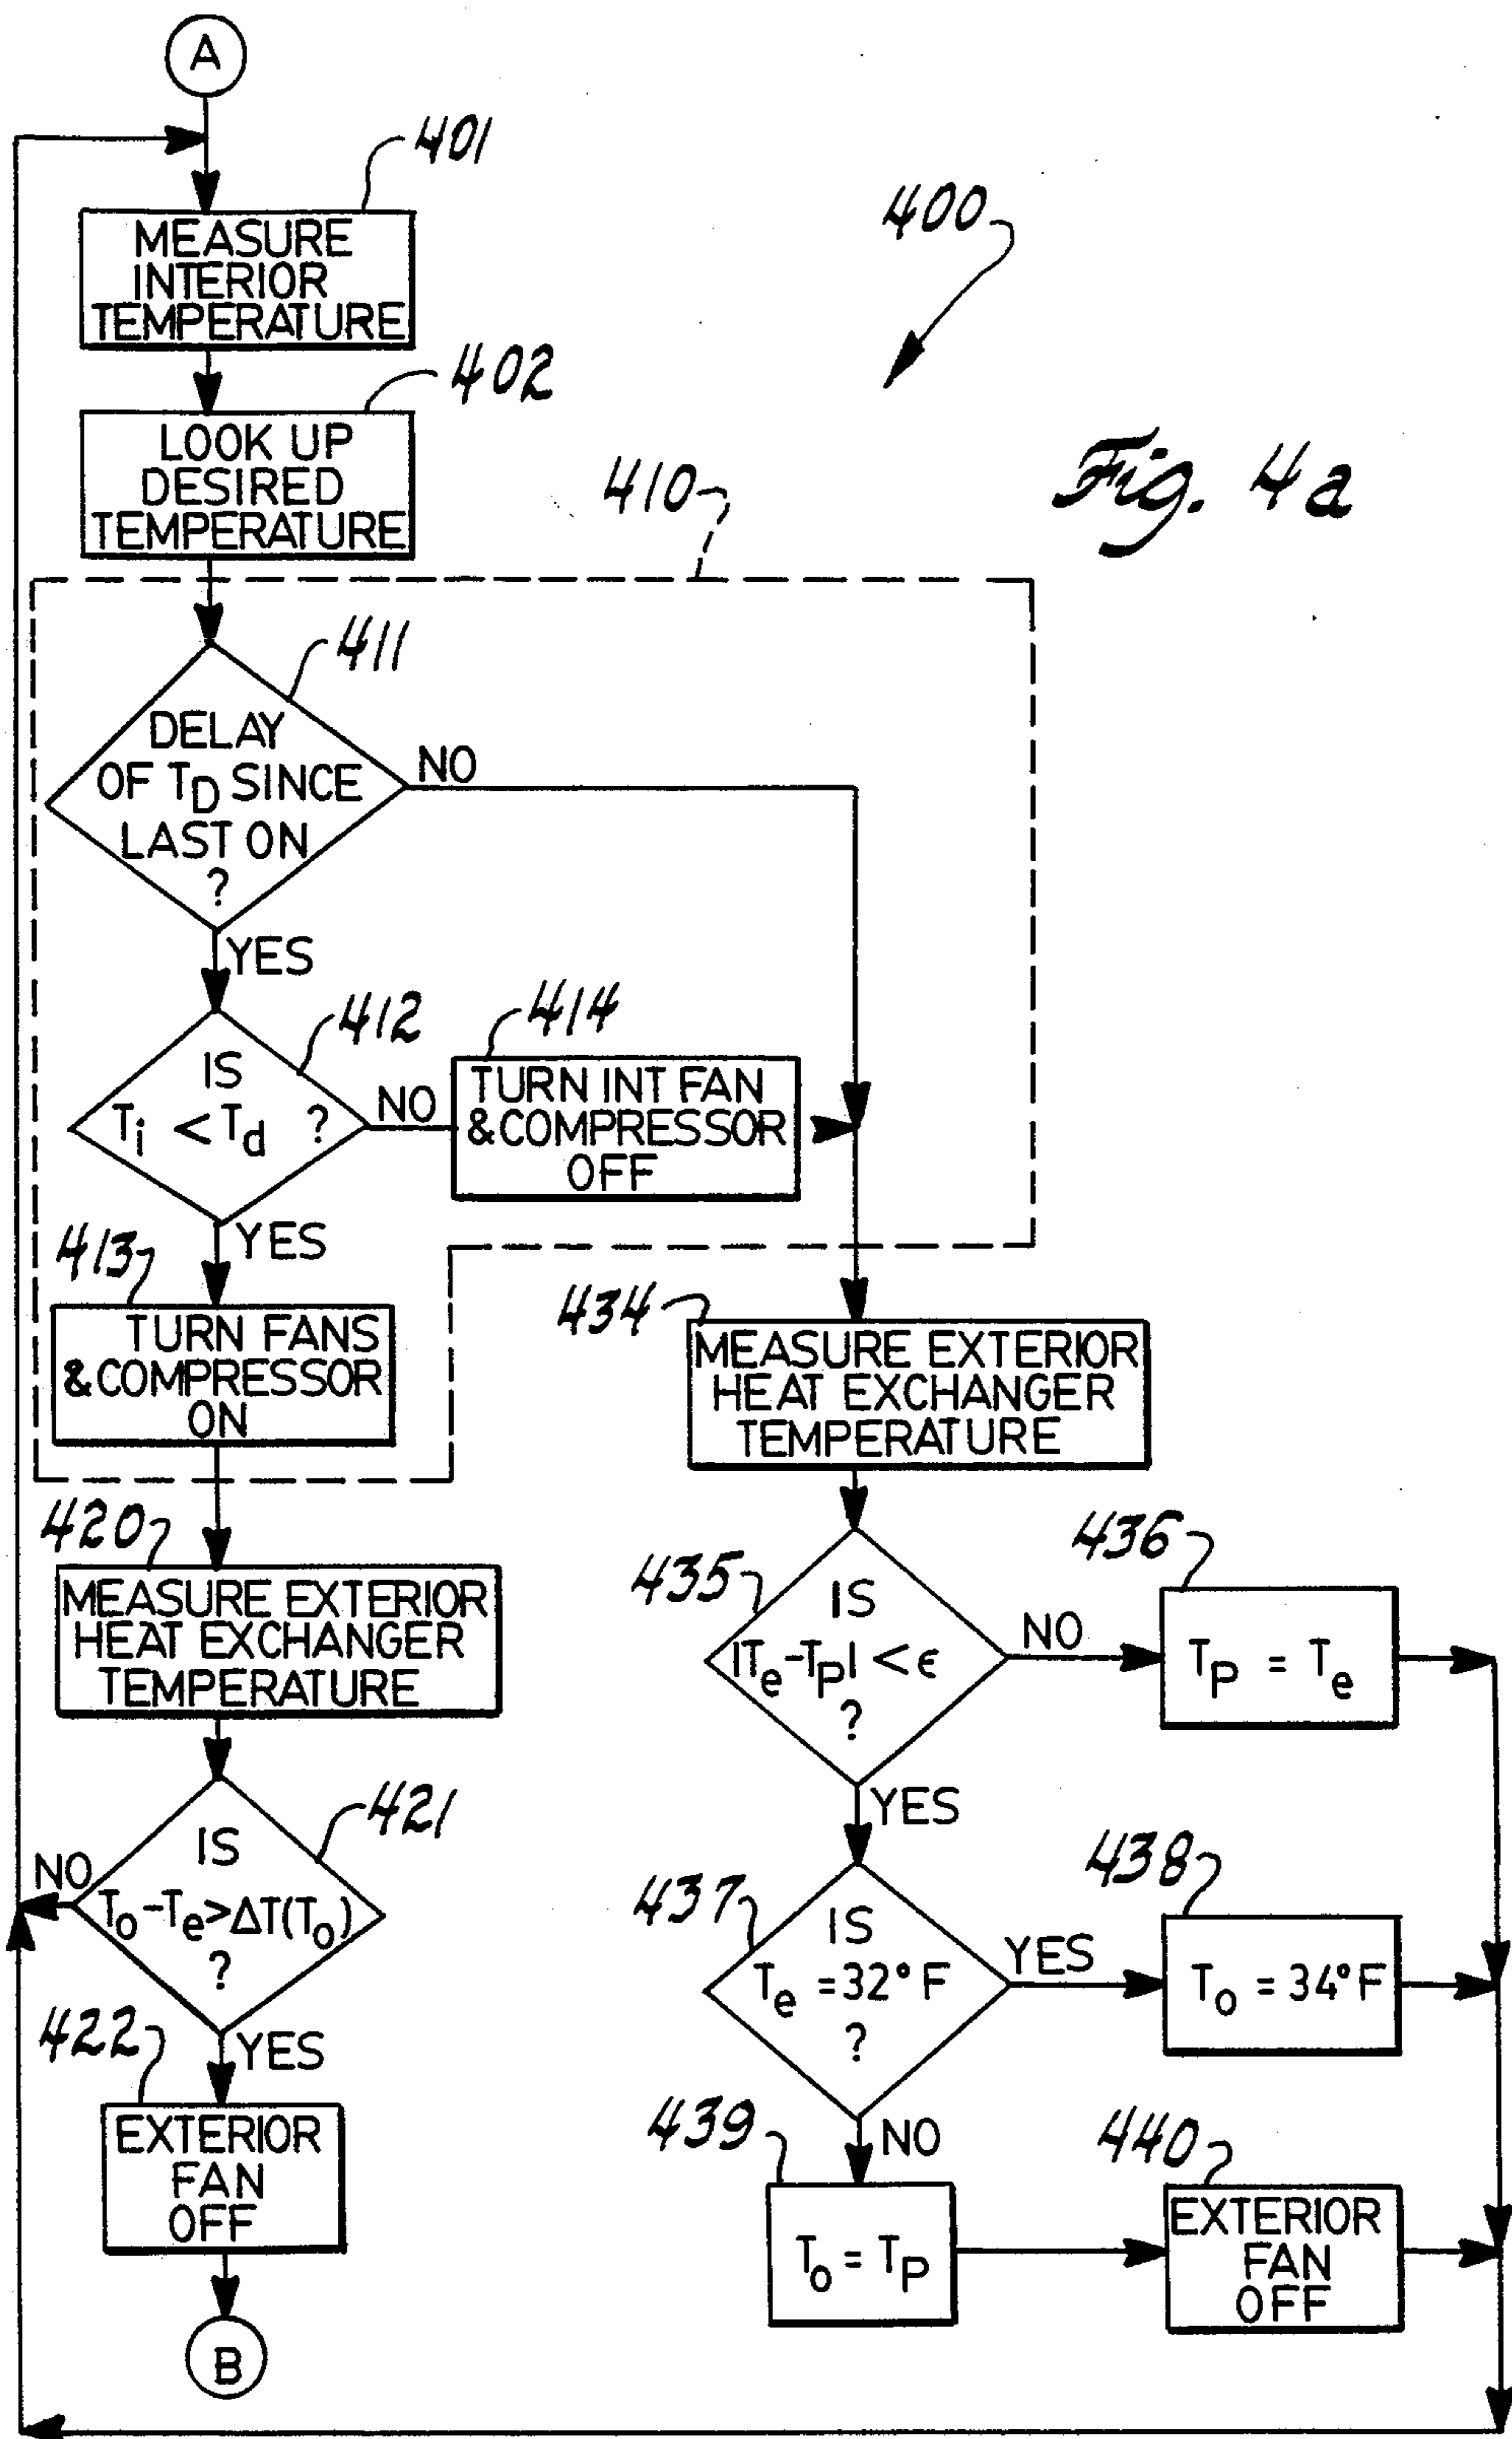 A
401
MEASURE
INTERIOR
TEMPERATURE
400
402
LOOK UP
DESIRED
TEMPERATURE
410
Fig. 4a
411
DELAY
OF TD SINCE
LAST ON
?
NO
YES
412
IS
Ti < Td ?
NO
414
TURN INT FAN
& COMPRESSOR
OFF
YES
413
TURN FANS
& COMPRESSOR
ON
434
MEASURE EXTERIOR
HEAT EXCHANGER
TEMPERATURE
420
MEASURE EXTERIOR
HEAT EXCHANGER
TEMPERATURE
435
IS
|Te-TP| < ϵ
?
NO
436
TP = Te
YES
421
IS
To-Te>ΔT(To)
?
NO
YES
437
IS
Te = 32° F
?
YES
438
To = 34° F
422
EXTERIOR
FAN
OFF
NO
439
To = TP
440
EXTERIOR
FAN
OFF
B